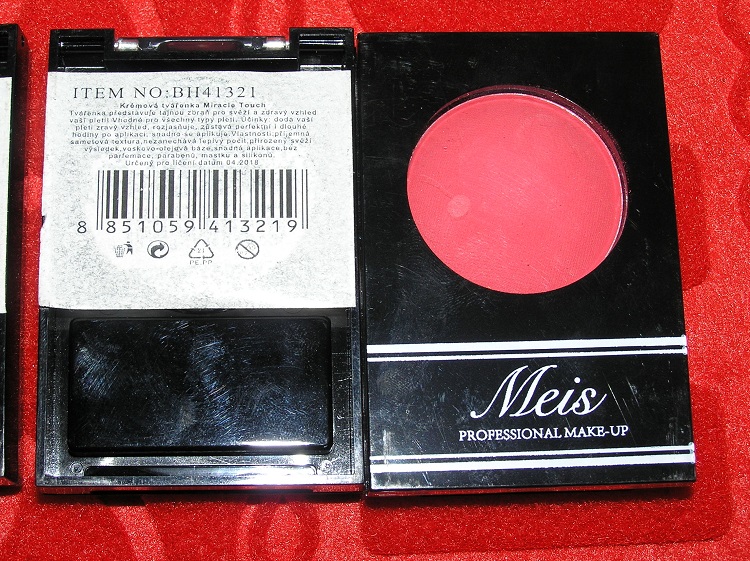 ITEM NO:BH41321
Krémová tvářenka Miracle Touch
Tvářenka,představuje tajnou zbraň pro svěží a zdravý vzhled
vaší pleti! Vhodné pro všechny typy pleti. Účinky: dodá vaší
pleti zravý vzhled, rozjasňuje, zůstává perfektní i dlouhé
hodiny po aplikaci, snadno se aplikuje.Vlastnosti,příjemná
sametová textura,nezanechává lepivý pocit,přirozený svěží
výsledek,voskovo-olejová báze,snadná,aplikace,bez
parfemace, parabenů, mastku a silikonů.
Určený pro líčení datum 04.2018
8 851059 413219
PE.PP
Meis
PROFESSIONAL MAKE-UP